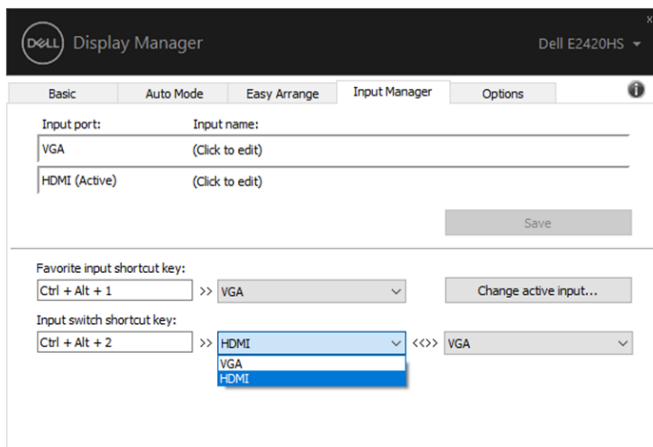 x
DELL Display Manager Dell E2420HS
Basic Auto Mode Easy Arrange Input Manager Options i
Input port: Input name:
VGA (Click to edit)
HDMI (Active) (Click to edit)
Save
Favorite input shortcut key:
Ctrl + Alt + 1 >> VGA Change active input...
Input switch shortcut key:
Ctrl + Alt + 2 >> HDMI <<>> VGA
VGA
HDMI